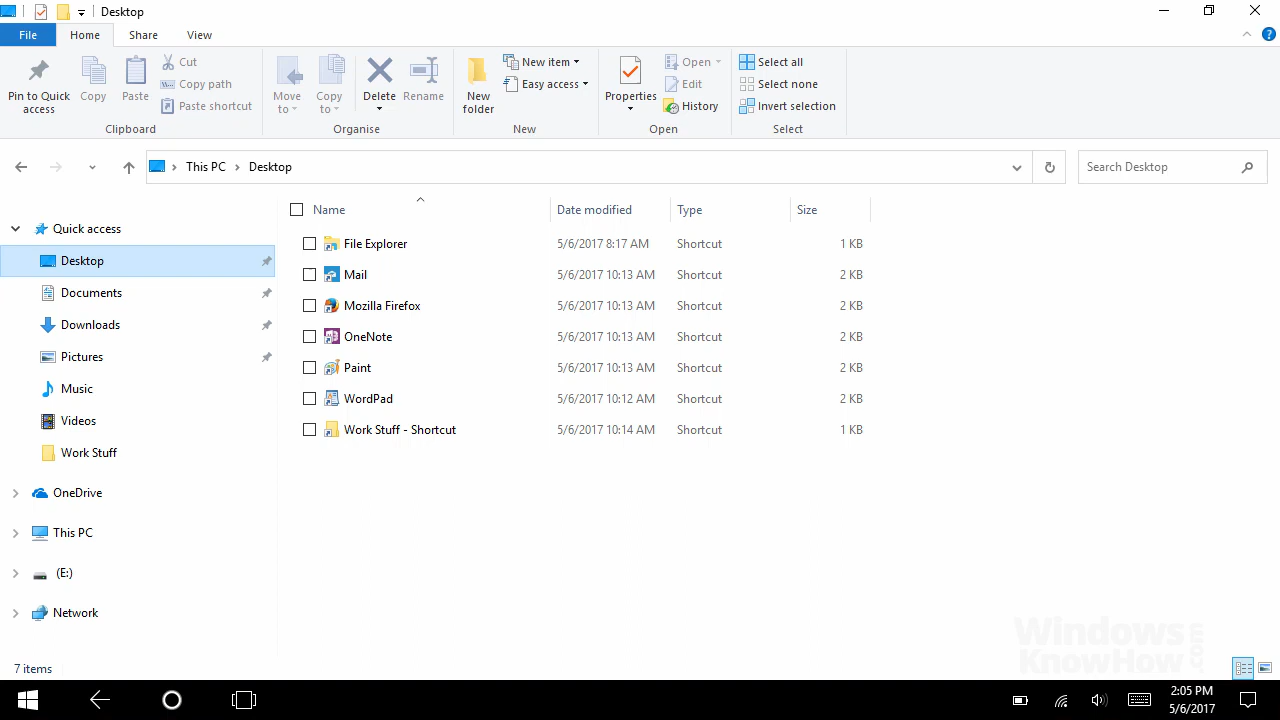 Desktop
File Home Share View
Pin to Quick access
Copy
Paste
Cut
Copy path
Paste shortcut
Clipboard
Move to
Copy to
Delete
Rename
Organise
New folder
New item
Easy access
New
Properties
Open
Edit
History
Open
Select all
Select none
Invert selection
Select
This PC Desktop
Search Desktop
Quick access
Desktop
Documents
Downloads
Pictures
Music
Videos
Work Stuff
OneDrive
This PC
(E:)
Network
Name Date modified Type Size
File Explorer 5/6/2017 8:17 AM Shortcut 1 KB
Mail 5/6/2017 10:13 AM Shortcut 2 KB
Mozilla Firefox 5/6/2017 10:13 AM Shortcut 2 KB
OneNote 5/6/2017 10:13 AM Shortcut 2 KB
Paint 5/6/2017 10:13 AM Shortcut 2 KB
WordPad 5/6/2017 10:12 AM Shortcut 2 KB
Work Stuff - Shortcut 5/6/2017 10:14 AM Shortcut 1 KB
Windows
KnowHow.com
7 items
2:05 PM
5/6/2017